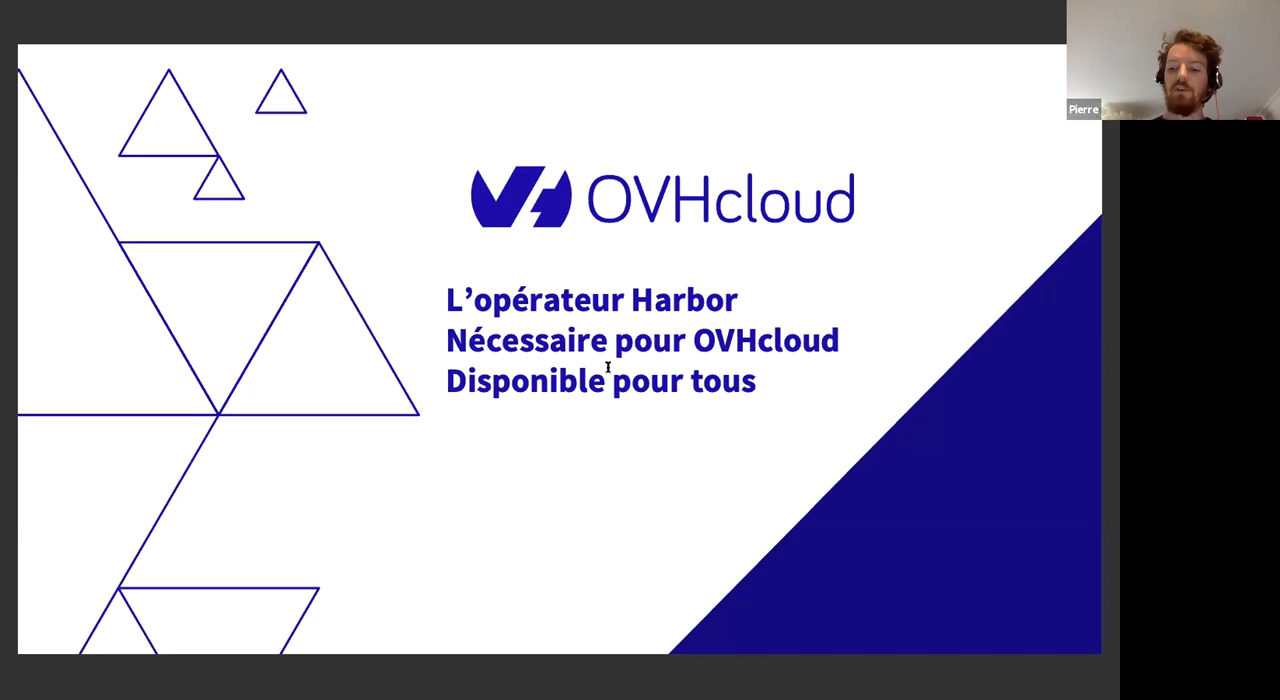 Pierre
OVHcloud
L’opérateur Harbor
Nécessaire pour OVHcloud
Disponible pour tous